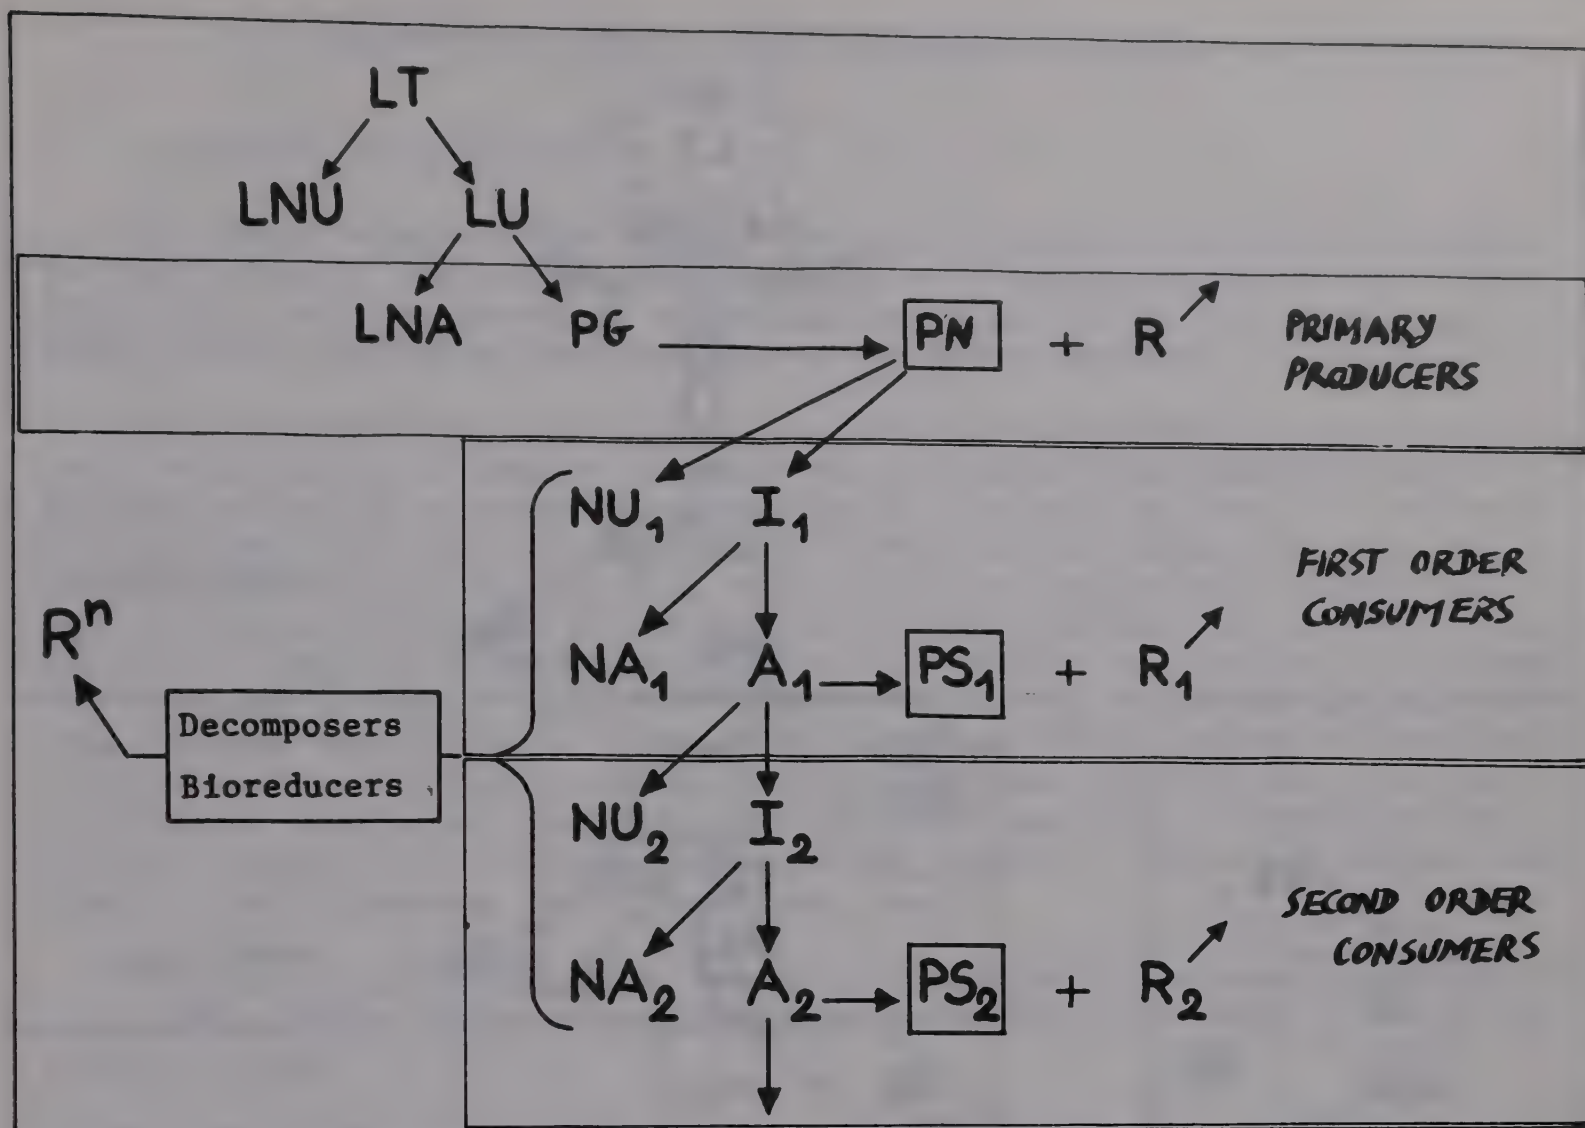 LT
LNU LU
LNA PG PN + R PRIMARY
PRODUCERS
NU₁ I₁
FIRST ORDER
CONSUMERS
Rⁿ
NA₁ A₁ PS₁ + R₁
Decomposers
Bioreducers
NU₂ I₂
SECOND ORDER
CONSUMERS
NA₂ A₂ PS₂ + R₂